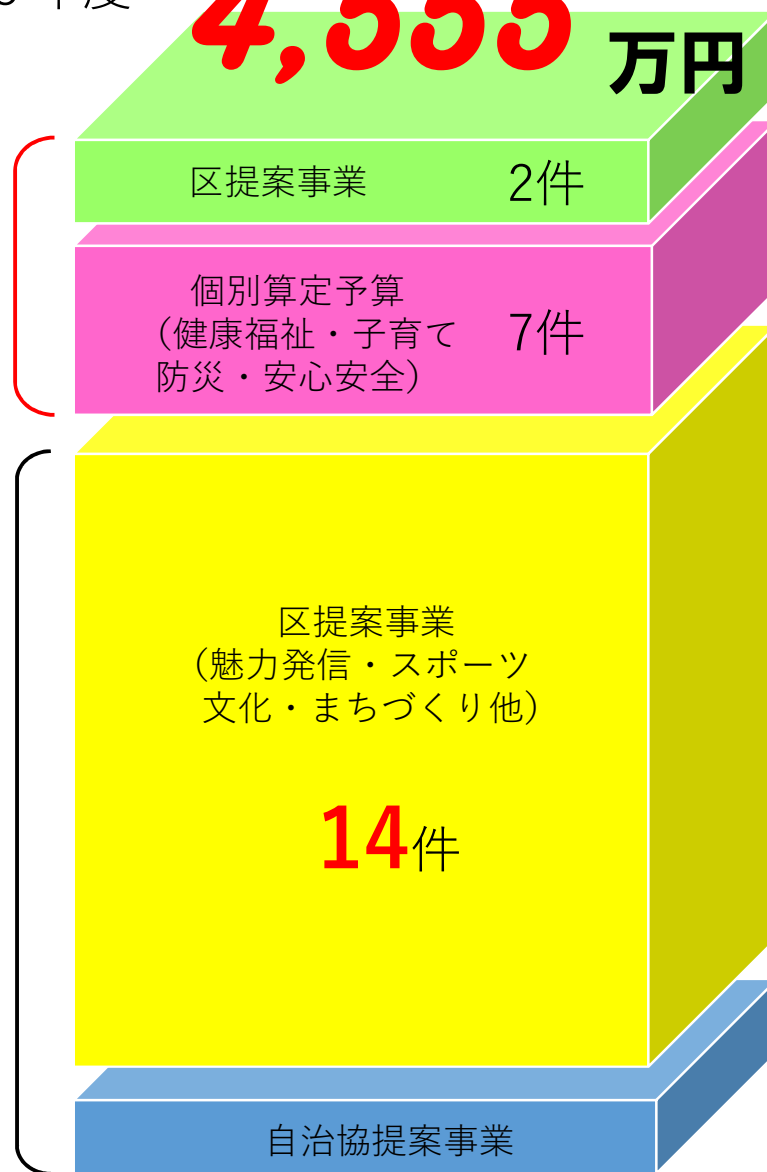 年度
万円
区提案事業 2件
個別算定予算
(健康福祉・子育て 7件
防災・安心安全)
区提案事業
(魅力発信・スポーツ
文化・まちづくり他)
14件
自治協提案事業